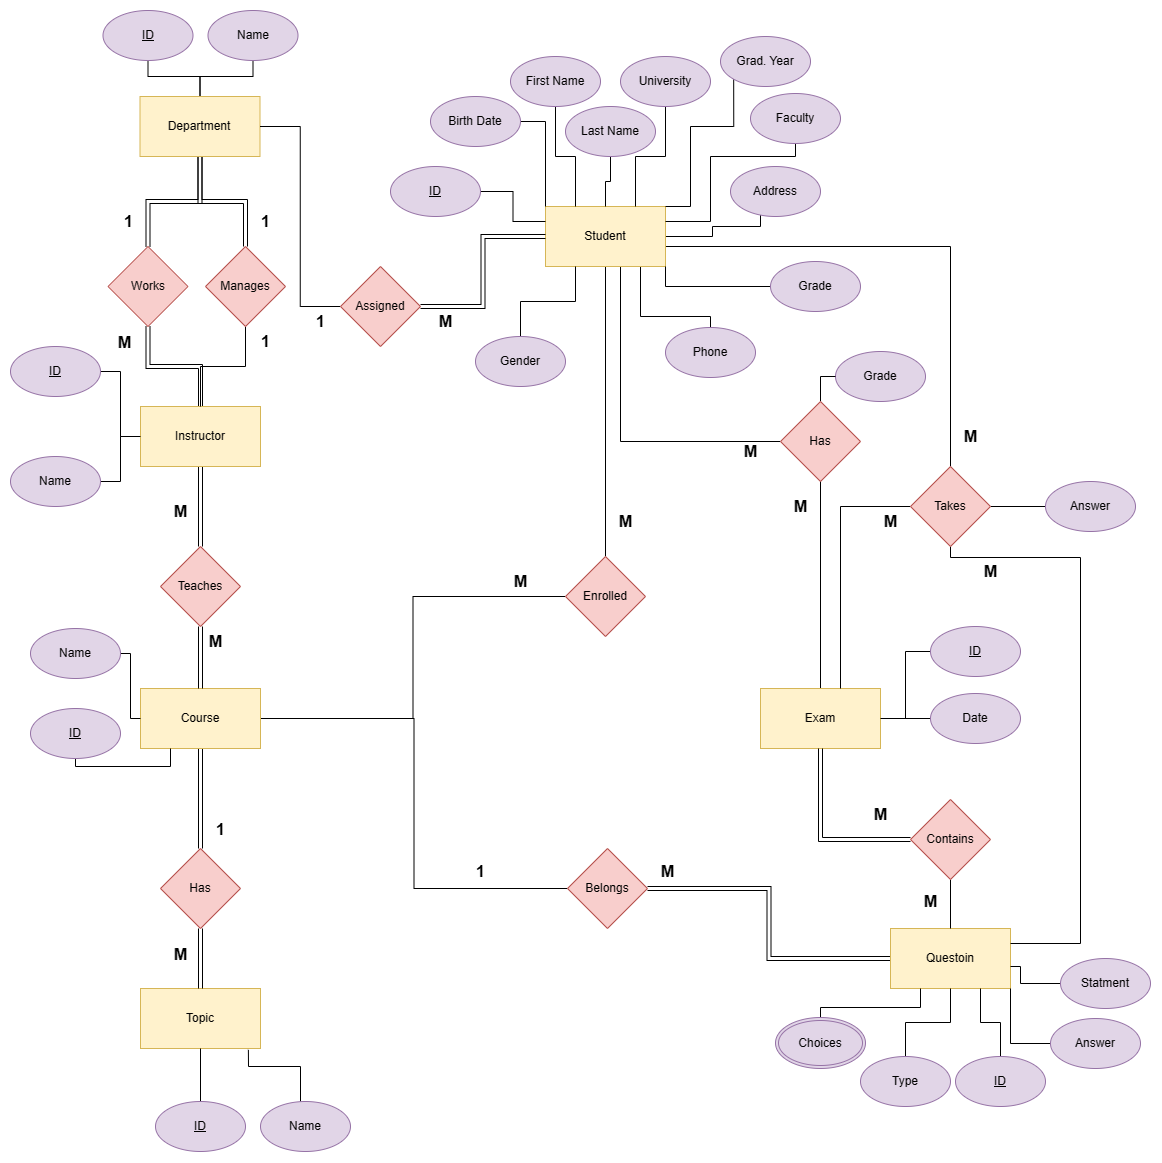 ID
Name
Grad. Year
First Name
University
Faculty
Birth Date
Last Name
Department
Address
ID
Student
1
1
Works
Manages
Assigned
Grade
1
M
M
1
Gender
Phone
ID
Grade
Instructor
Has
M
M
Name
M
M
Takes
Answer
M
M
M
Teaches
M
Enrolled
M
Name
ID
Course
Exam
Date
ID
1
M
Contains
Has
1
Belongs
M
M
M
Questoin
Statment
Topic
Choices
Answer
Type
ID
ID
Name